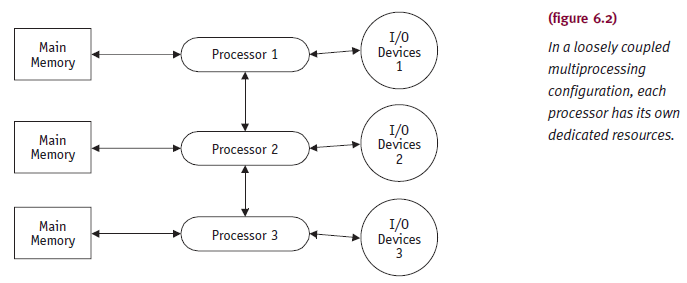 Main
Memory
Processor 1
I/O
Devices
1
Main
Memory
Processor 2
I/O
Devices
2
Main
Memory
Processor 3
I/O
Devices
3
(figure 6.2)
In a loosely coupled
multiprocessing
configuration, each
processor has its own
dedicated resources.